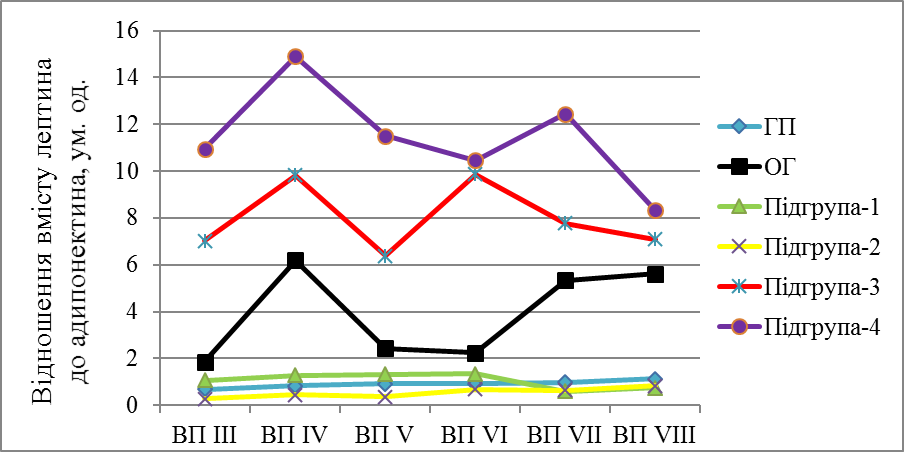 Відношення вмісту лептина
до адипонектина, ум. од.
16
14
12
10
8
6
4
2
0
ВП III ВП IV ВП V ВП VI ВП VII ВП VIII
ГП
ОГ
Підгрупа-1
Підгрупа-2
Підгрупа-3
Підгрупа-4